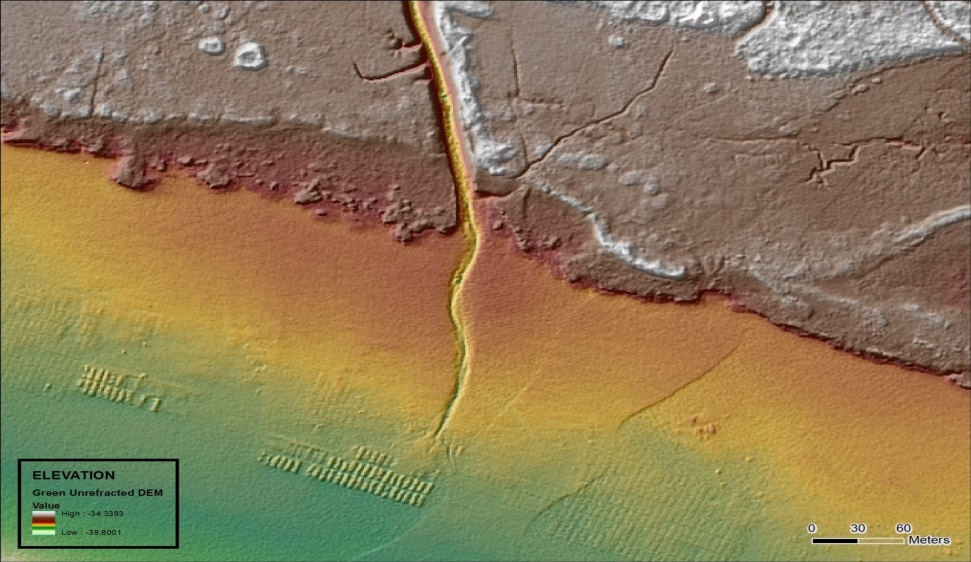 ELEVATION
Green Unrefracted DEM
Value
High : -34.3393
Low : -39.8001
0 30 60
Meters